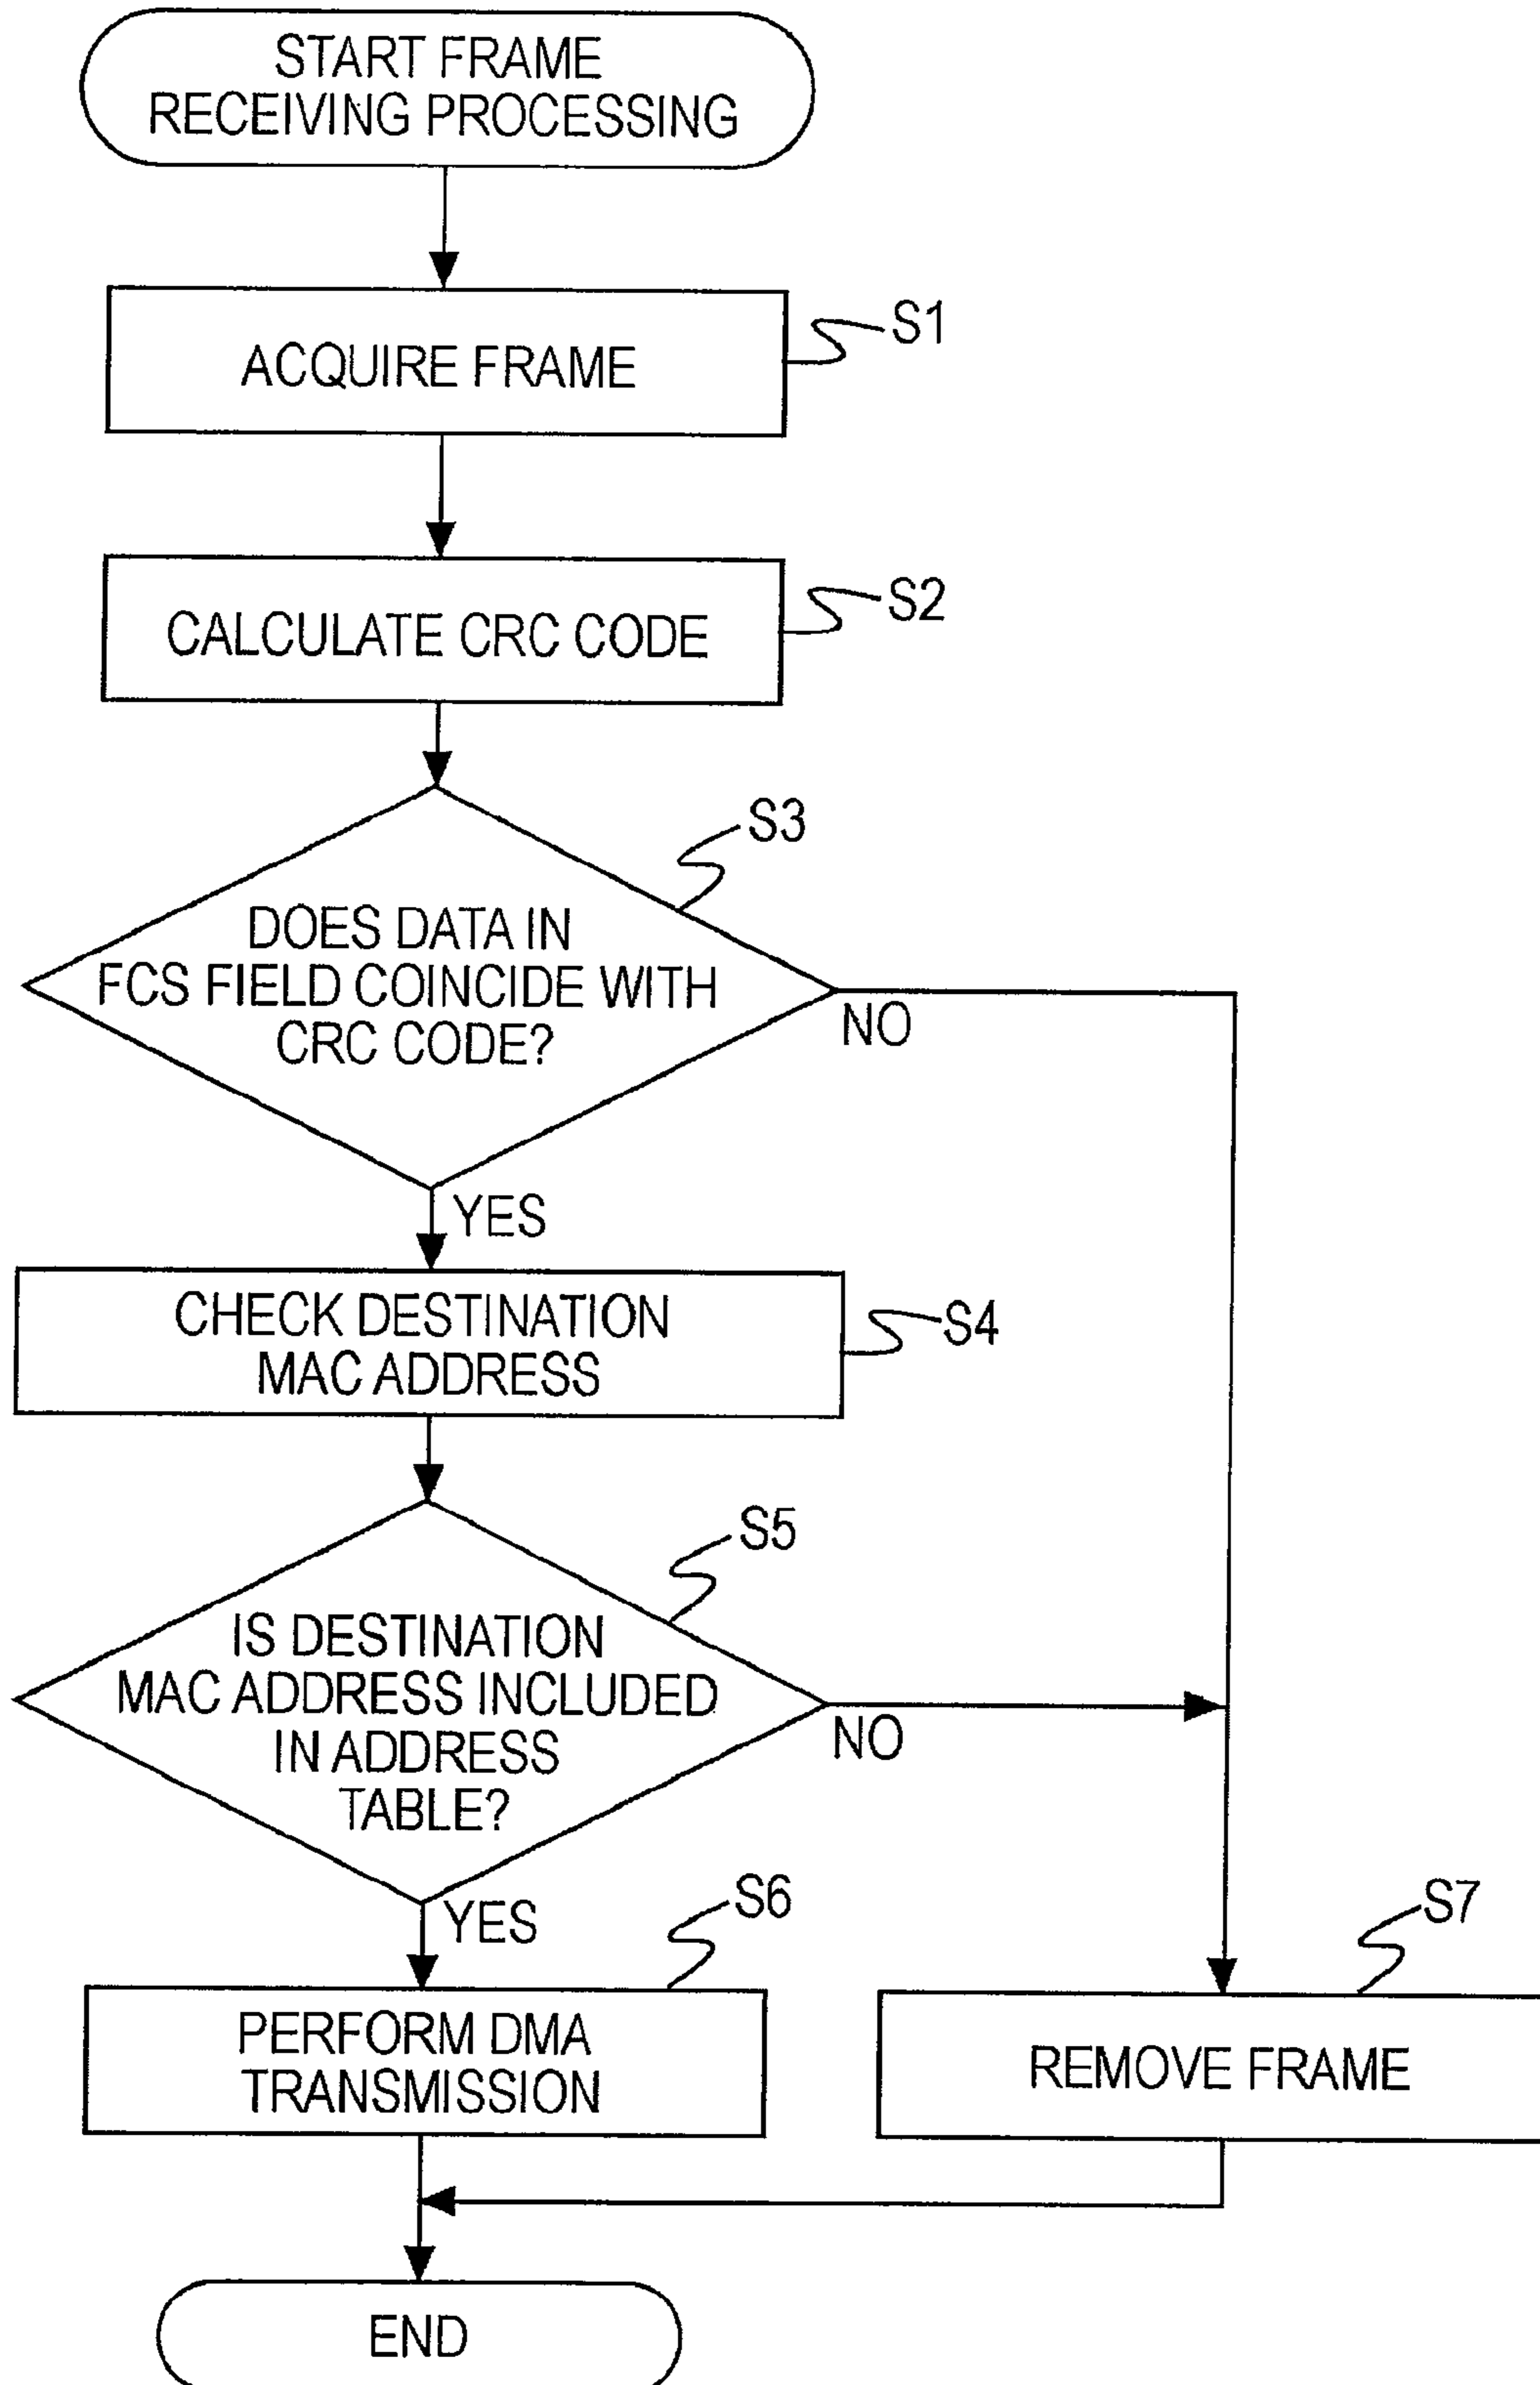 START FRAME
RECEIVING PROCESSING
S1
ACQUIRE FRAME
S2
CALCULATE CRC CODE
S3
DOES DATA IN
FCS FIELD COINCIDE WITH
CRC CODE?
NO
YES
CHECK DESTINATION
MAC ADDRESS
S4
S5
IS DESTINATION
MAC ADDRESS INCLUDED
IN ADDRESS
TABLE?
NO
YES
S6
PERFORM DMA
TRANSMISSION
S7
REMOVE FRAME
END